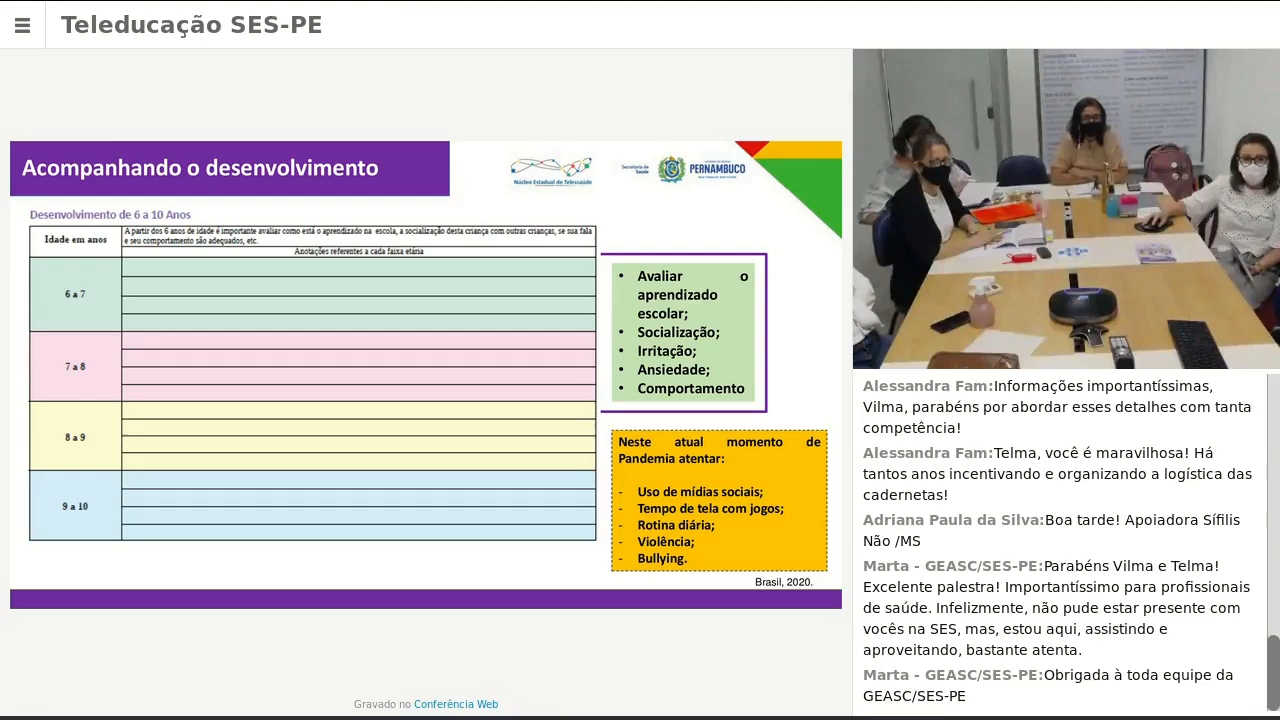 Teleducação SES-PE
Acompanhando o desenvolvimento
Núcleo Estadual de Telessaúde
Secretaria de
Saúde
PERNAMBUCO
Desenvolvimento de 6 a 10 Anos
Idade em anos
A partir dos 6 anos de idade é importante avaliar como está o aprendizado na escola, a socialização desta criança com outras crianças, se sua fala
e seu comportamento são adequados, etc.
Anotações referentes a cada faixa etária
6 a 7
7 a 8
8 a 9
9 a 10
• Avaliar o
aprendizado
escolar;
• Socialização;
• Irritação;
• Ansiedade;
• Comportamento
Neste atual momento de
Pandemia atentar:
- Uso de mídias sociais;
- Tempo de tela com jogos;
- Rotina diária;
- Violência;
- Bullying.
Brasil, 2020.
Gravado no Conferência Web
Alessandra Fam:Informações importantíssimas,
Vilma, parabéns por abordar esses detalhes com tanta
competência!
Alessandra Fam:Telma, você é maravilhosa! Há
tantos anos incentivando e organizando a logística das
cadernetas!
Adriana Paula da Silva:Boa tarde! Apoiadora Sífilis
Não /MS
Marta - GEASC/SES-PE:Parabéns Vilma e Telma!
Excelente palestra! Importantíssimo para profissionais
de saúde. Infelizmente, não pude estar presente com
vocês na SES, mas, estou aqui, assistindo e
aproveitando, bastante atenta.
Marta - GEASC/SES-PE:Obrigada à toda equipe da
GEASC/SES-PE